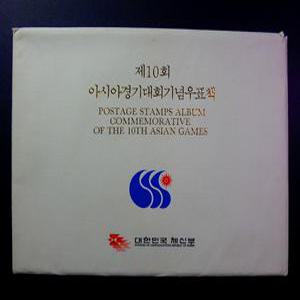 제10회
아시아경기대회기념우표책
POSTAGE STAMPS ALBUM
COMMEMORATIVE
OF THE 10TH ASIAN GAMES
대한민국 체신부